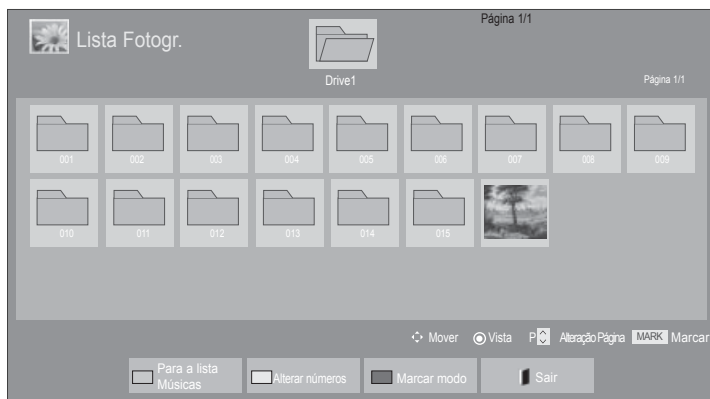 Página 1/1
Lista Fotogr.
Drive1
Página 1/1
001 002 003 004 005 006 007 008 009
010 011 012 013 014 015
Mover Vista P Alteração Página MARK Marcar
Para a lista
Músicas
Alterar números
Marcar modo
Sair